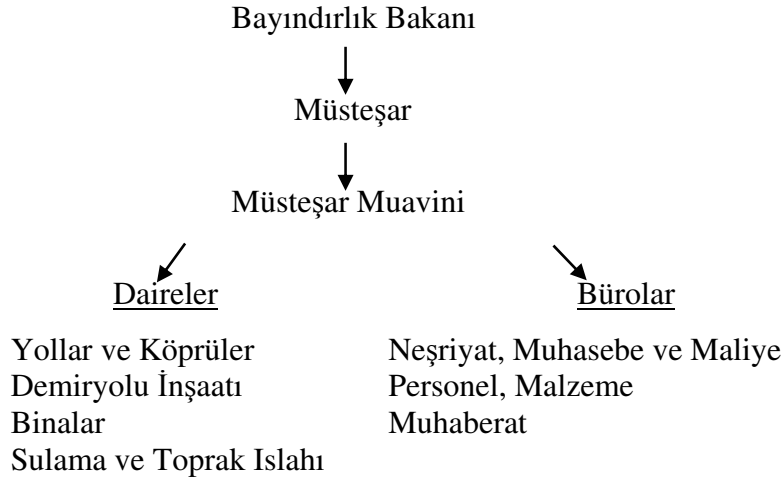 Bayındırlık Bakanı
Müsteşar
Müsteşar Muavini
Daireler
Yollar ve Köprüler
Demiryolu İnşaatı
Binalar
Sulama ve Toprak Islahı
Bürolar
Neşriyat, Muhasebe ve Maliye
Personel, Malzeme
Muhaberat